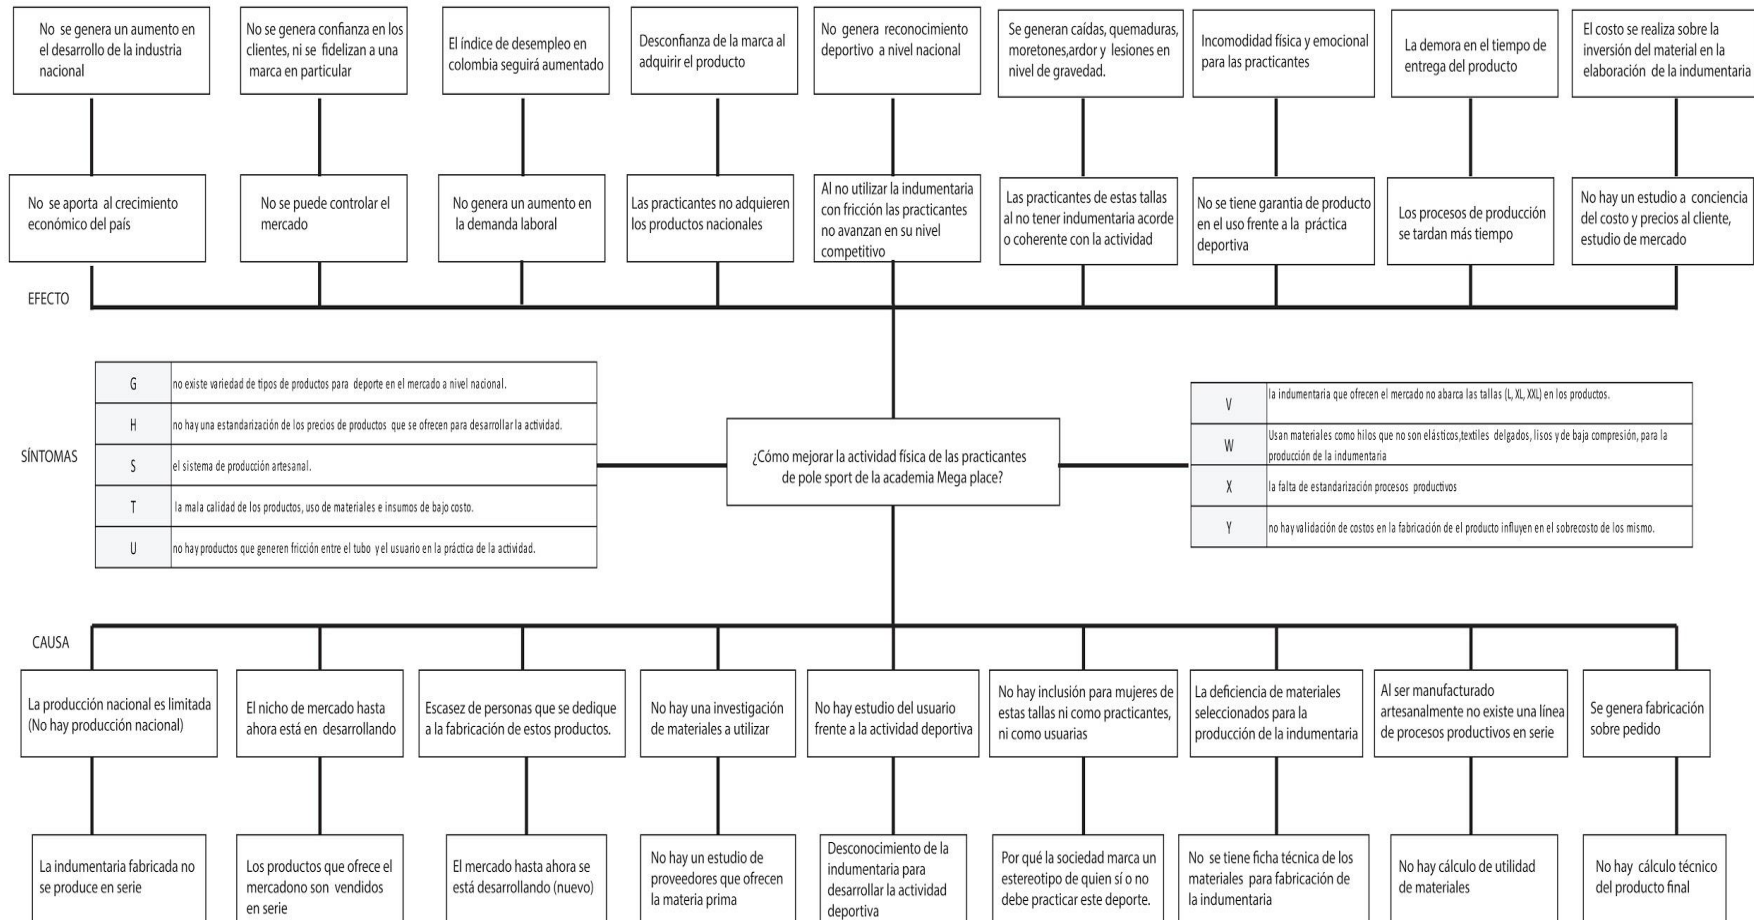 No se genera un aumento en
el desarrollo de la industria
nacional
No se genera confianza en los
clientes, ni se fidelizan a una
marca en particular
El índice de desempleo en
colombia seguirá aumentado
Desconfianza de la marca al
adquirir el producto
No genera reconocimiento
deportivo a nivel nacional
Se generan caídas, quemaduras,
moretones,ardor y lesiones en
nivel de gravedad.
Incomodidad física y emocional
para las practicantes
La demora en el tiempo de
entrega del producto
El costo se realiza sobre la
inversión del material en la
elaboración de la indumentaria
No se aporta al crecimiento
económico del país
No se puede controlar el
mercado
No genera un aumento en
la demanda laboral
Las practicantes no adquieren
los productos nacionales
Al no utilizar la indumentaria
con fricción las practicantes
no avanzan en su nivel
competitivo
Las practicantes de estas tallas
al no tener indumentaria acorde
o coherente con la actividad
No se tiene garantia de producto
en el uso frente a la práctica
deportiva
Los procesos de producción
se tardan más tiempo
No hay un estudio a conciencia
del costo y precios al cliente,
estudio de mercado
EFECTO
SÍNTOMAS
G no existe variedad de tipos de productos para deporte en el mercado a nivel nacional.
H no hay una estandarización de los precios de productos que se ofrecen para desarrollar la actividad.
S el sistema de producción artesanal.
T la mala calidad de los productos, uso de materiales e insumos de bajo costo.
U no hay productos que generen fricción entre el tubo y el usuario en la práctica de la actividad.
¿Cómo mejorar la actividad física de las practicantes
de pole sport de la academia Mega place?
V la indumentaria que ofrecen el mercado no abarca las tallas (L, XL, XXL) en los productos.
W Usan materiales como hilos que no son elásticos,textiles delgados, lisos y de baja compresión, para la
producción de la indumentaria
X la falta de estandarización procesos productivos
Y no hay validación de costos en la fabricación de el producto influyen en el sobrecosto de los mismo.
CAUSA
La producción nacional es limitada
(No hay producción nacional)
El nicho de mercado hasta
ahora está en desarrollando
Escasez de personas que se dedique
a la fabricación de estos productos.
No hay una investigación
de materiales a utilizar
No hay estudio del usuario
frente a la actividad deportiva
No hay inclusión para mujeres de
estas tallas ni como practicantes,
ni como usuarias
La deficiencia de materiales
seleccionados para la
producción de la indumentaria
Al ser manufacturado
artesanalmente no existe una línea
de procesos productivos en serie
Se genera fabricación
sobre pedido
La indumentaria fabricada no
se produce en serie
Los productos que ofrece el
mercadono son vendidos
en serie
El mercado hasta ahora se
está desarrollando (nuevo)
No hay un estudio de
proveedores que ofrecen
la materia prima
Desconocimiento de la
indumentaria para
desarrollar la actividad
deportiva
Por qué la sociedad marca un
estereotipo de quien sí o no
debe practicar este deporte.
No se tiene ficha técnica de los
materiales para fabricación de
la indumentaria
No hay cálculo de utilidad
de materiales
No hay cálculo técnico
del producto final